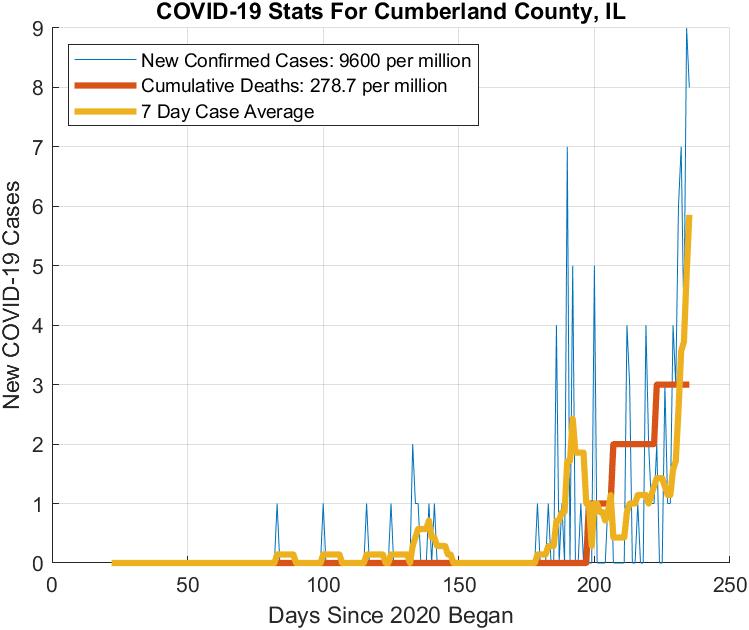 COVID-19 Stats For Cumberland County, IL
New Confirmed Cases: 9600 per million
Cumulative Deaths: 278.7 per million
7 Day Case Average
New COVID-19 Cases
9
8
7
6
5
4
3
2
1
0
0 50 100 150 200 250
Days Since 2020 Began